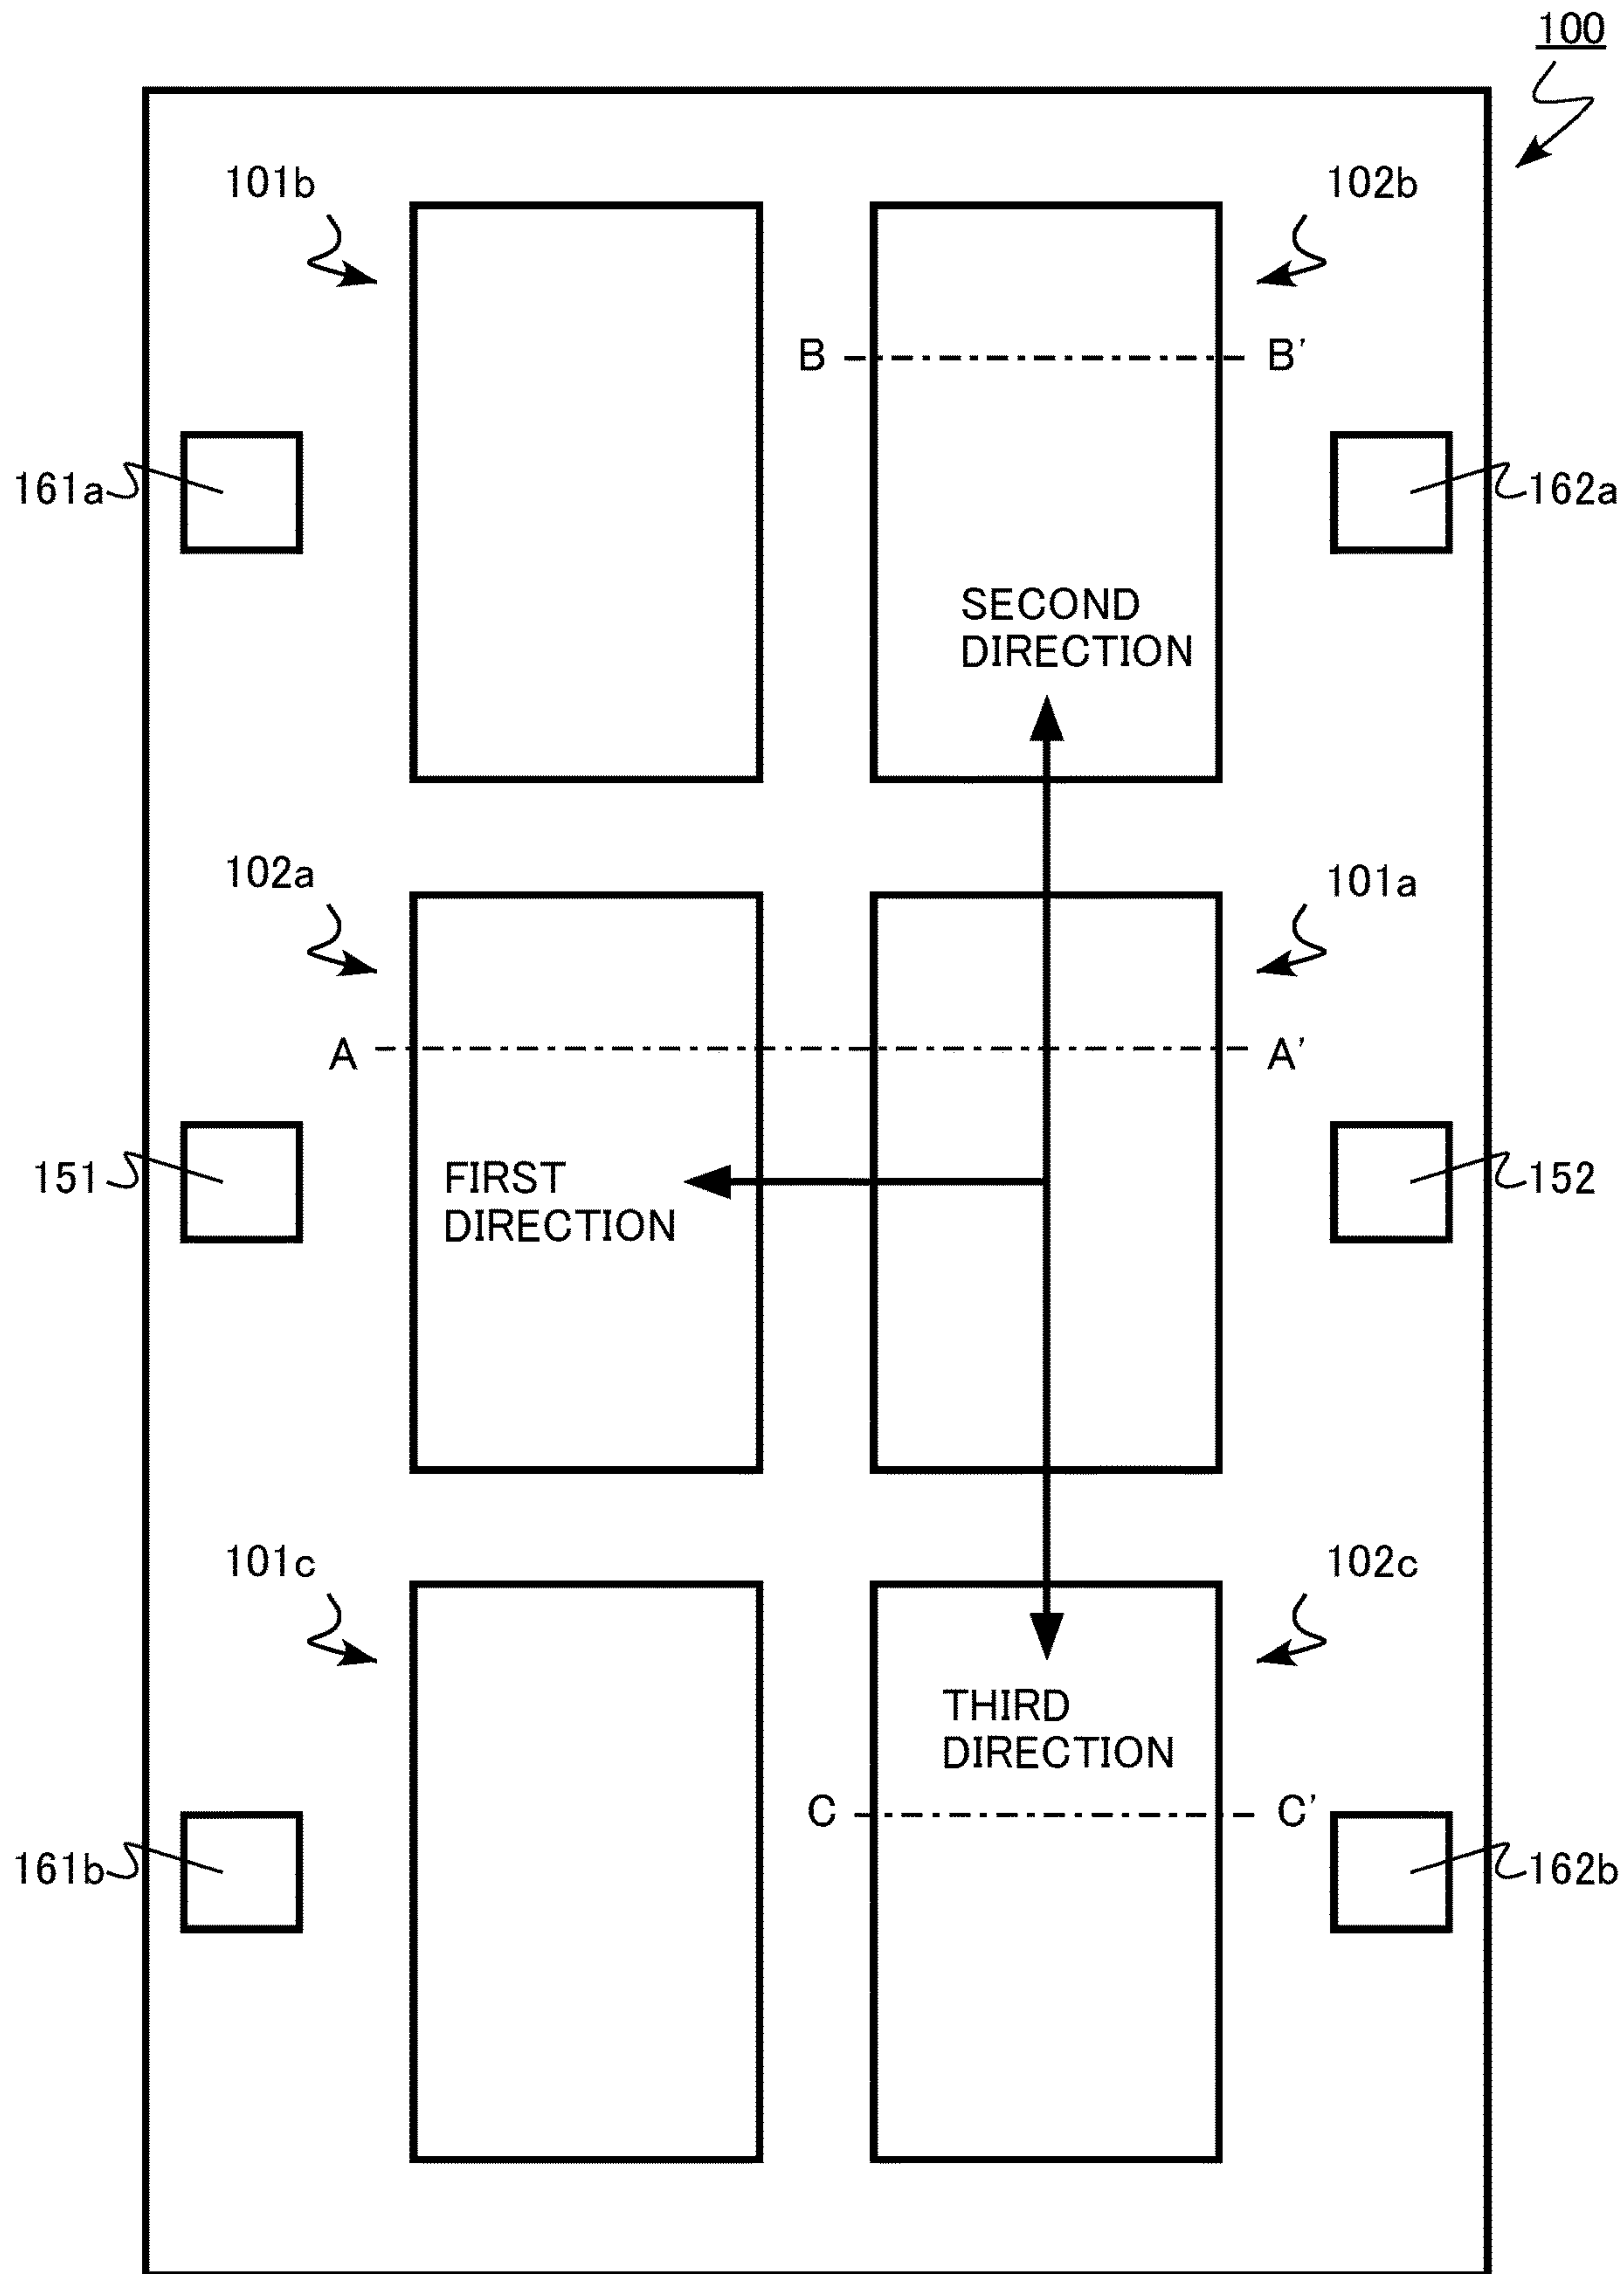 100
101b
102b
B
B'
161a
162a
SECOND
DIRECTION
102a
101a
A
A'
151
FIRST
DIRECTION
152
101c
102c
THIRD
DIRECTION
C
C'
161b
162b